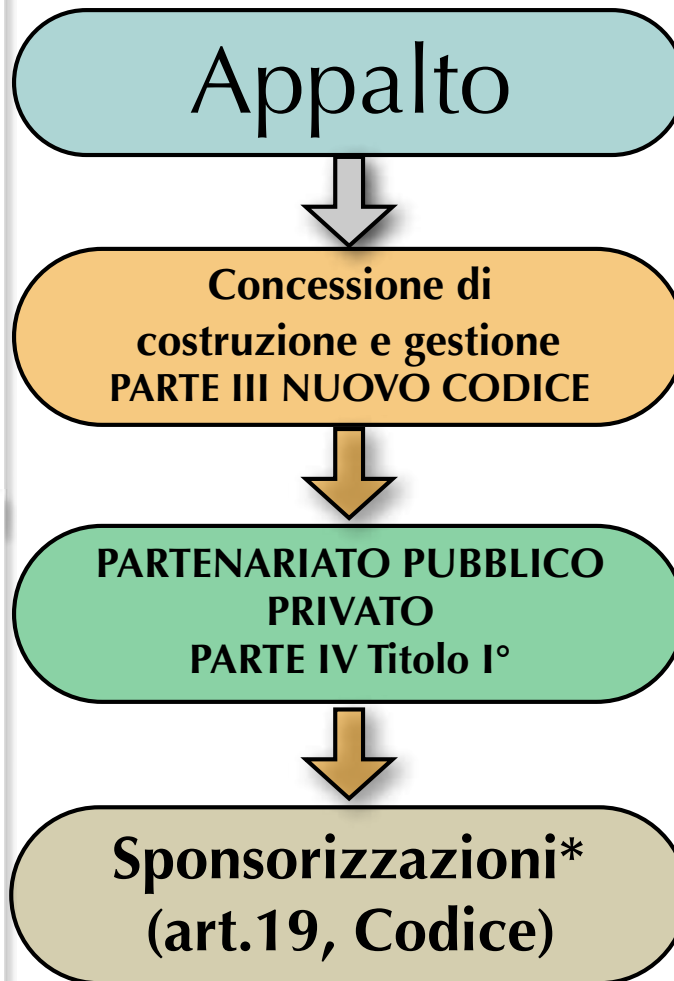 Appalto
Concessione di
costruzione e gestione
PARTE III NUOVO CODICE
PARTENARIATO PUBBLICO
PRIVATO
PARTE IV Titolo I°
Sponsorizzazioni*
(art.19, Codice)